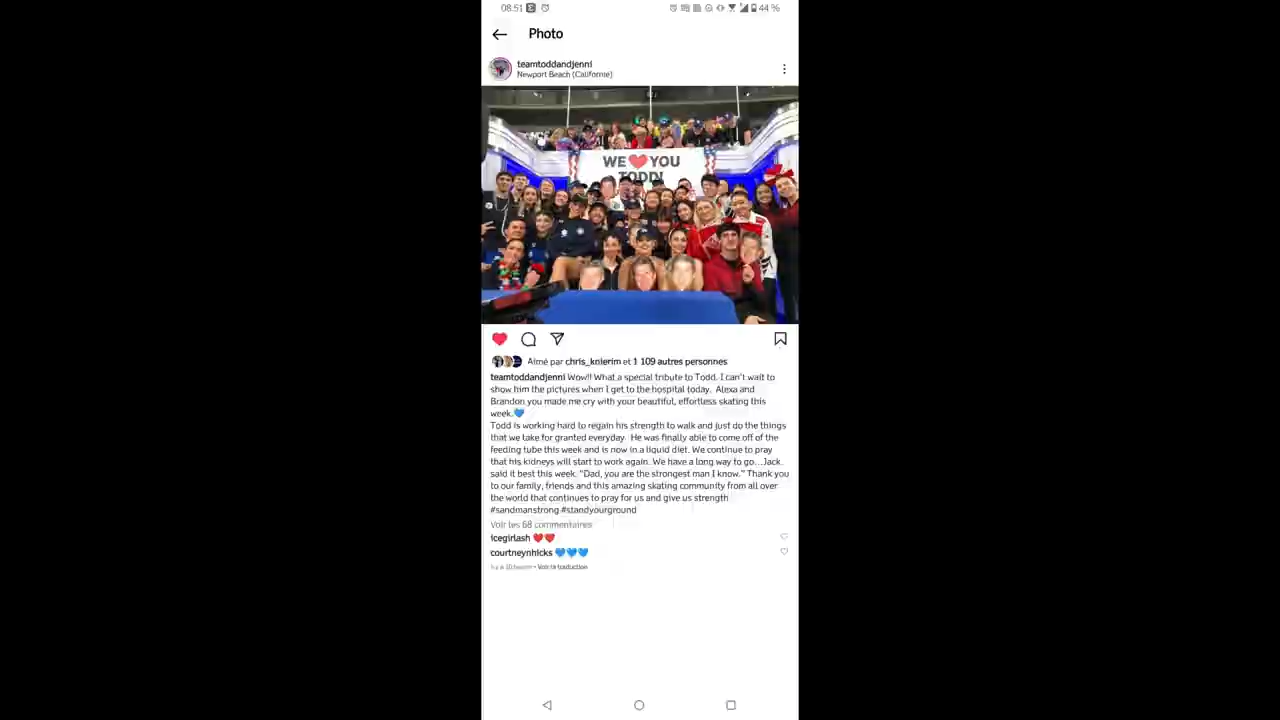 08:51
44 %
Photo
teamtoddandjenni
Newport Beach (Californie)
WE ❤️ YOU
TODD!
Aimé par chris_knierim et 1 109 autres personnes
teamtoddandjenni Wow!! What a special tribute to Todd. I can't wait to
show him the pictures when I get to the hospital today. Alexa and
Brandon you made me cry with your beautiful, effortless skating this
week.💙
Todd is working hard to regain his strength to walk and just do the things
that we take for granted everyday. He was finally able to come off of the
feeding tube this week and is now in a liquid diet. We continue to pray
that his kidneys will start to work again. We have a long way to go...Jack
said it best this week. "Dad, you are the strongest man I know." Thank you
to our family, friends and this amazing skating community from all over
the world that continues to pray for us and give us strength
#sandmanstrong #standyourground
Voir les 68 commentaires
icegirlash ❤️❤️
courtneynhicks 💙💙💙
Il y a 10 heures • Voir la traduction